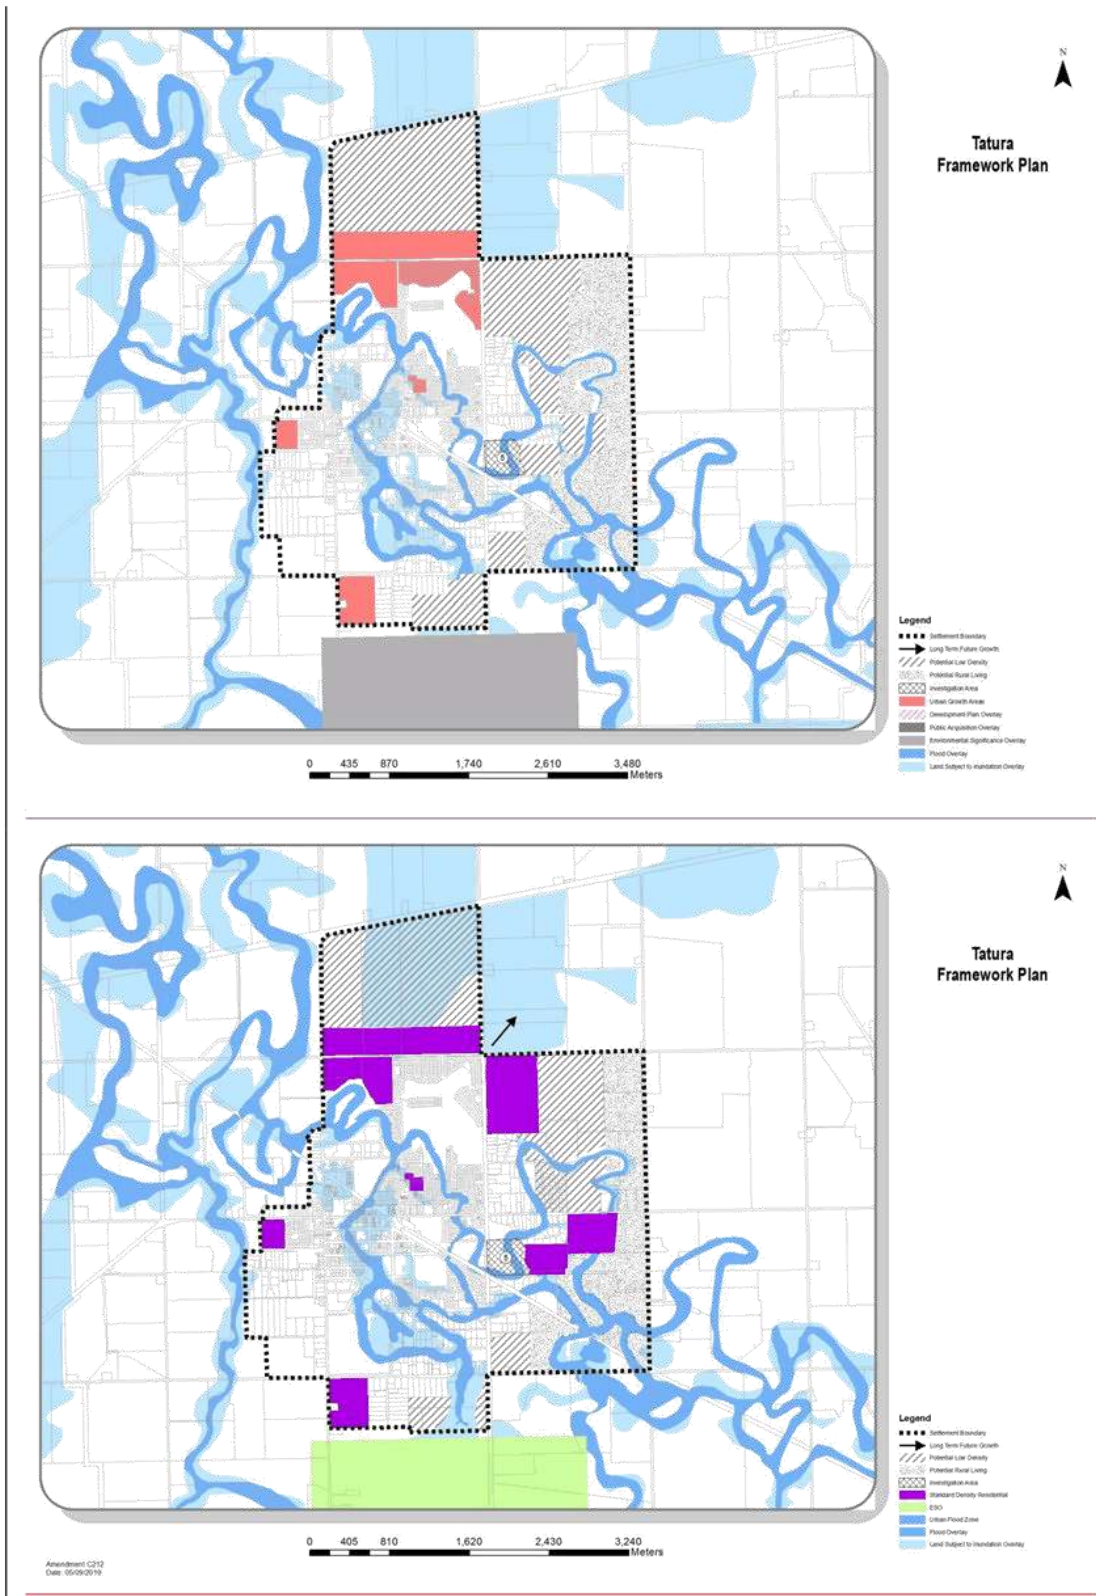 N
Tatura
Framework Plan
Legend
Settlement Boundary
Long Term Future Growth
Potential Low Density
Potential Rural Living
Investigation Area
Urban Growth Areas
Development Plan Overlay
Public Acquisition Overlay
Environmental Significance Overlay
Flood Overlay
Land Subject to Inundation Overlay
0 435 870 1,740 2,610 3,480
Meters
N
Tatura
Framework Plan
Legend
Settlement Boundary
Long Term Future Growth
Potential Low Density
Potential Rural Living
Investigation Area
Standard Density Residential
ESO
Urban Flood Zone
Flood Overlay
Land Subject to Inundation Overlay
0 405 810 1,620 2,430 3,240
Meters
Amendment C212
Date: 05/09/2019